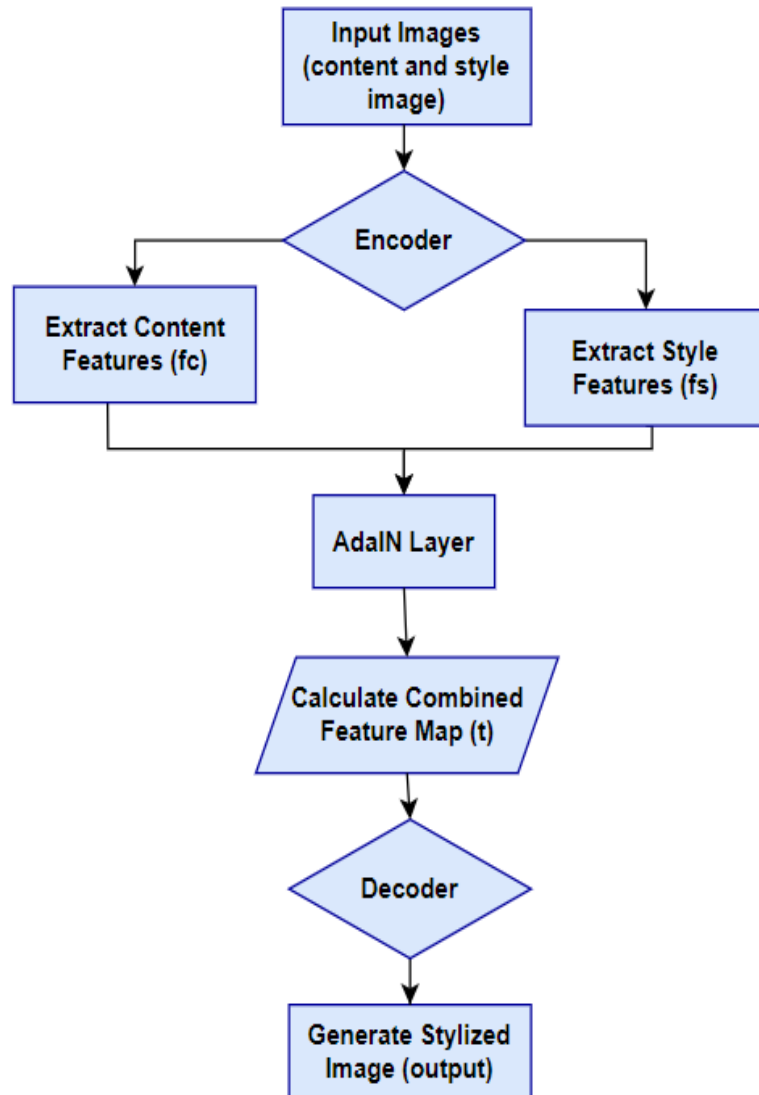 Input Images
(content and style
image)
Encoder
Extract Content
Features (fc)
Extract Style
Features (fs)
AdaIN Layer
Calculate Combined
Feature Map (t)
Decoder
Generate Stylized
Image (output)